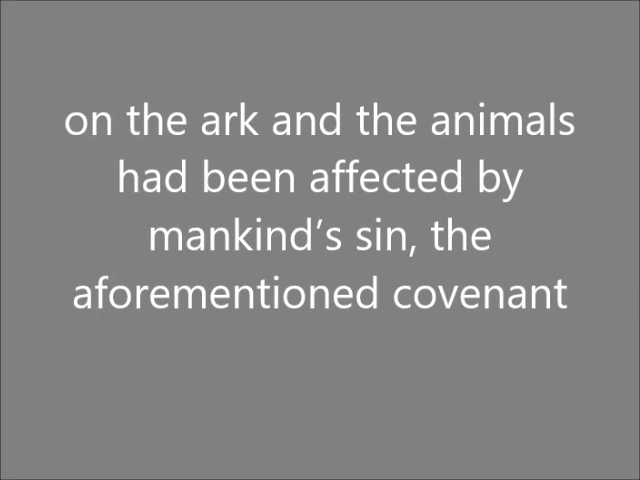 on the ark and the animals
had been affected by
mankind’s sin, the
aforementioned covenant